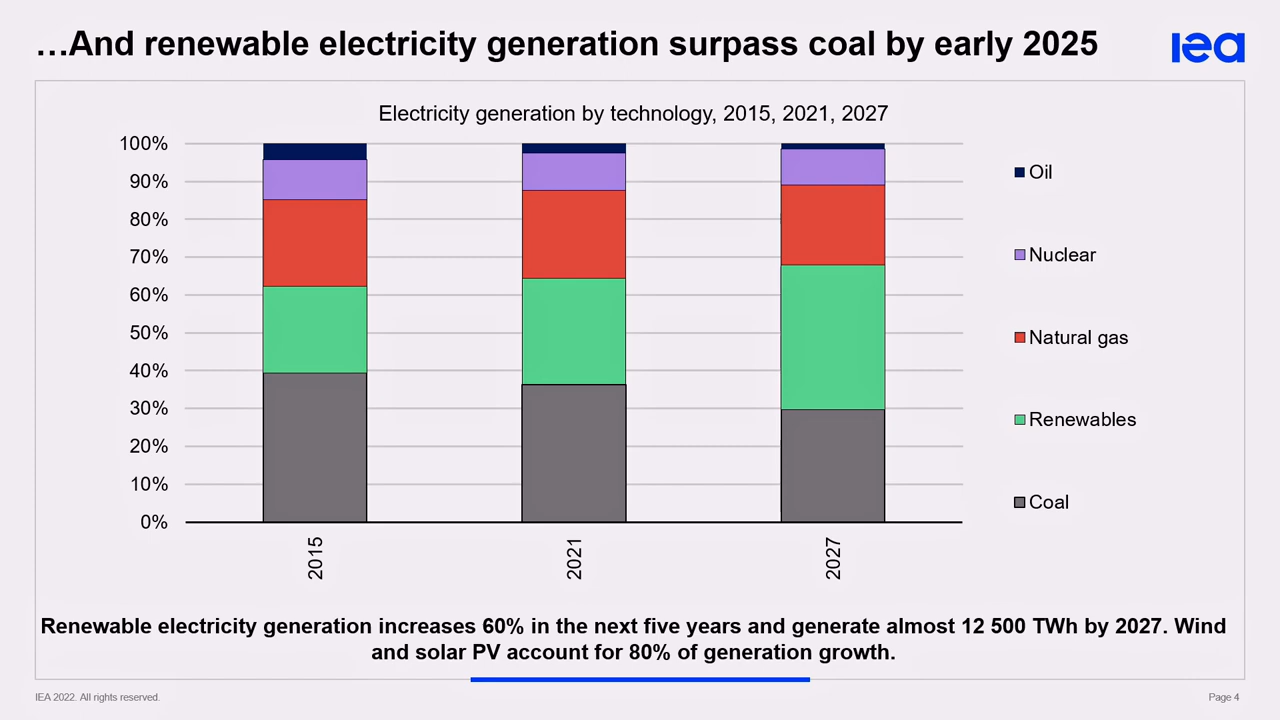 ...And renewable electricity generation surpass coal by early 2025
iea
Electricity generation by technology, 2015, 2021, 2027
100%
90%
80%
70%
60%
50%
40%
30%
20%
10%
0%
2015
2021
2027
Oil
Nuclear
Natural gas
Renewables
Coal
Renewable electricity generation increases 60% in the next five years and generate almost 12 500 TWh by 2027. Wind
and solar PV account for 80% of generation growth.
IEA 2022. All rights reserved.
Page 4